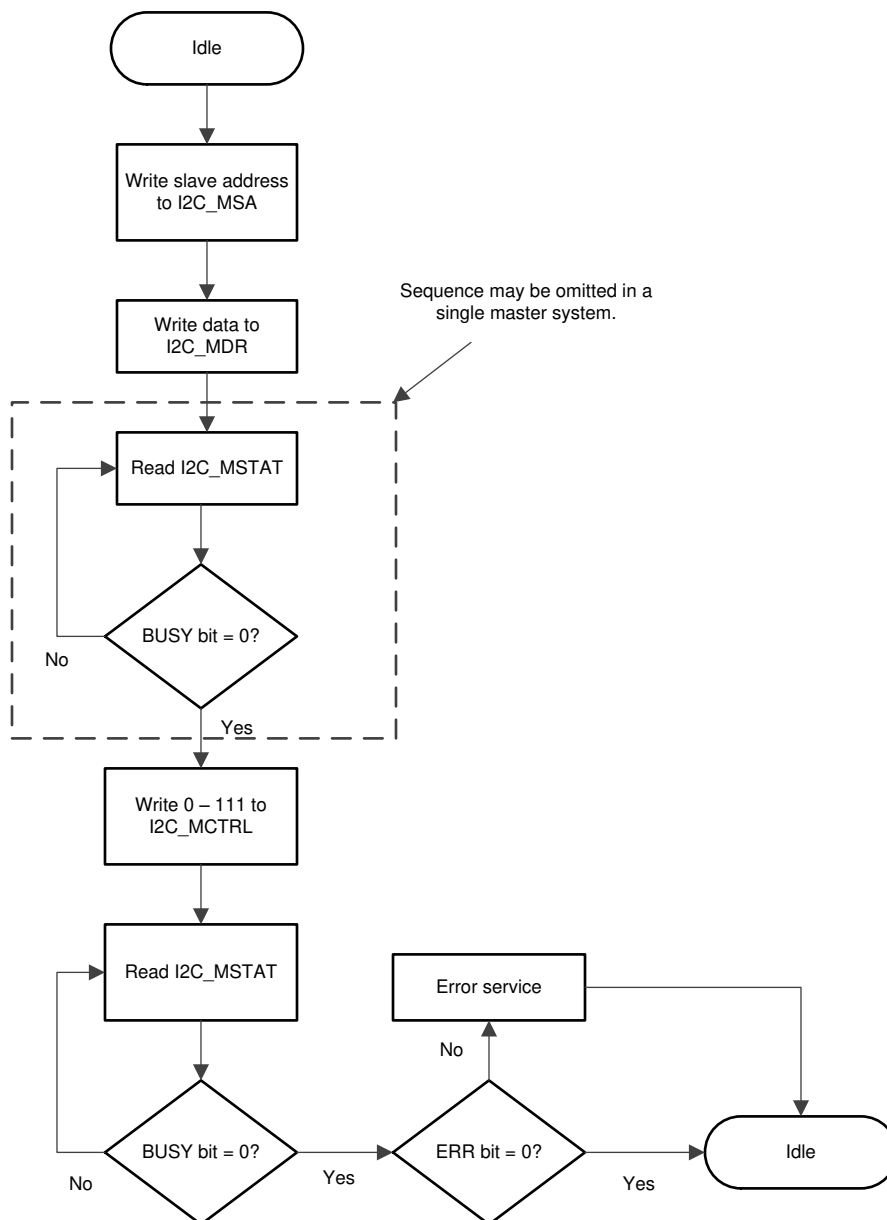 Idle
Write slave address
to I2C_MSA
Write data to
I2C_MDR
Sequence may be omitted in a
single master system.
Read I2C_MSTAT
BUSY bit = 0?
No
Yes
Write 0 – 111 to
I2C_MCTRL
Read I2C_MSTAT
Error service
No
BUSY bit = 0?
No
Yes
ERR bit = 0?
Yes
Idle